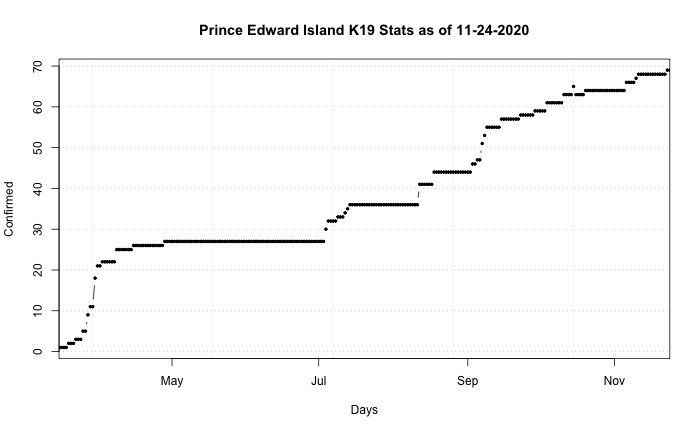 Prince Edward Island K19 Stats as of 11-24-2020
70
60
50
40
30
20
10
0
Confirmed
May Jul Sep Nov
Days